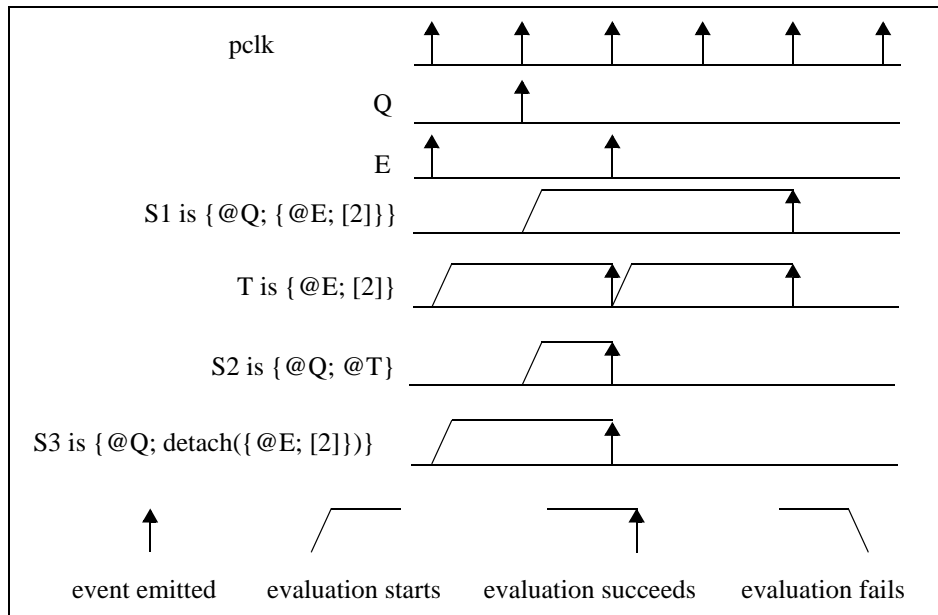 pclk
Q
E
S1 is {@Q; {@E; [2]}}
T is {@E; [2]}
S2 is {@Q; @T}
S3 is {@Q; detach({@E; [2]})}
event emitted evaluation starts evaluation succeeds evaluation fails